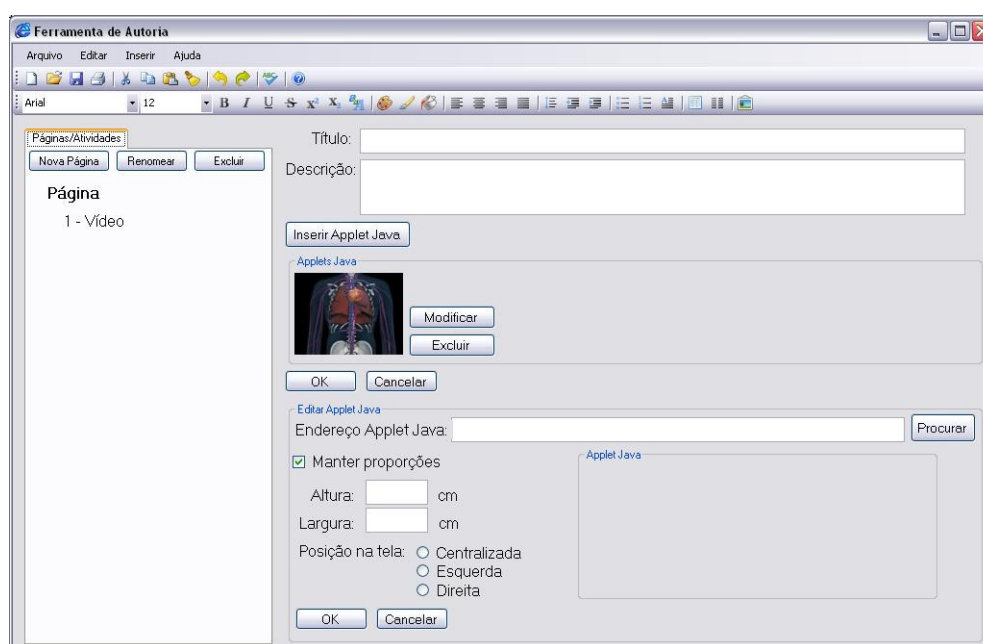 Ferramenta de Autoria
Arquivo Editar Inserir Ajuda
Arial 12 B I U S x² X₂
Páginas/Atividades
Nova Página Renomear Excluir
Página
1 - Vídeo
Título:
Descrição:
Inserir Applet Java
Applets Java
Modificar
Excluir
OK Cancelar
Editar Applet Java
Endereço Applet Java: Procurar
Manter proporções
Altura: cm
Largura: cm
Posição na tela: Centralizada
Esquerda
Direita
Applet Java
OK Cancelar